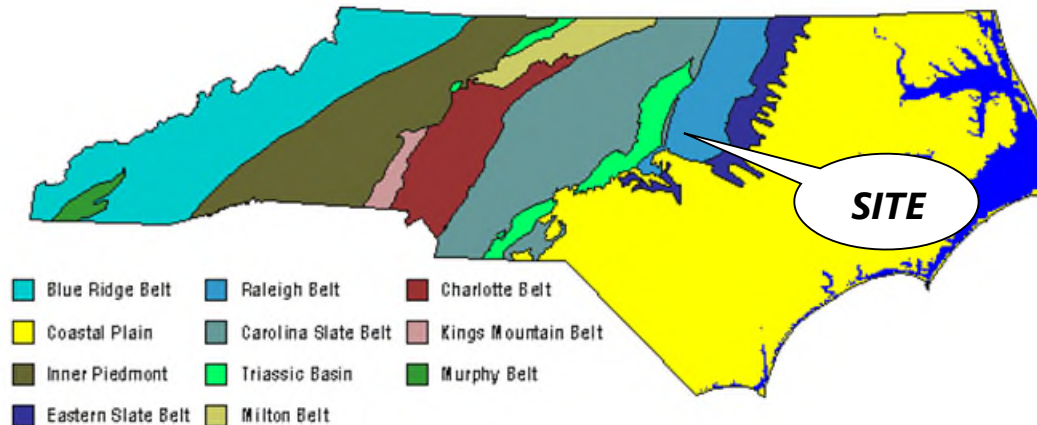 SITE
Blue Ridge Belt
Raleigh Belt
Charlotte Belt
Coastal Plain
Carolina Slate Belt
Kings Mountain Belt
Inner Piedmont
Triassic Basin
Murphy Belt
Eastern Slate Belt
Milton Belt